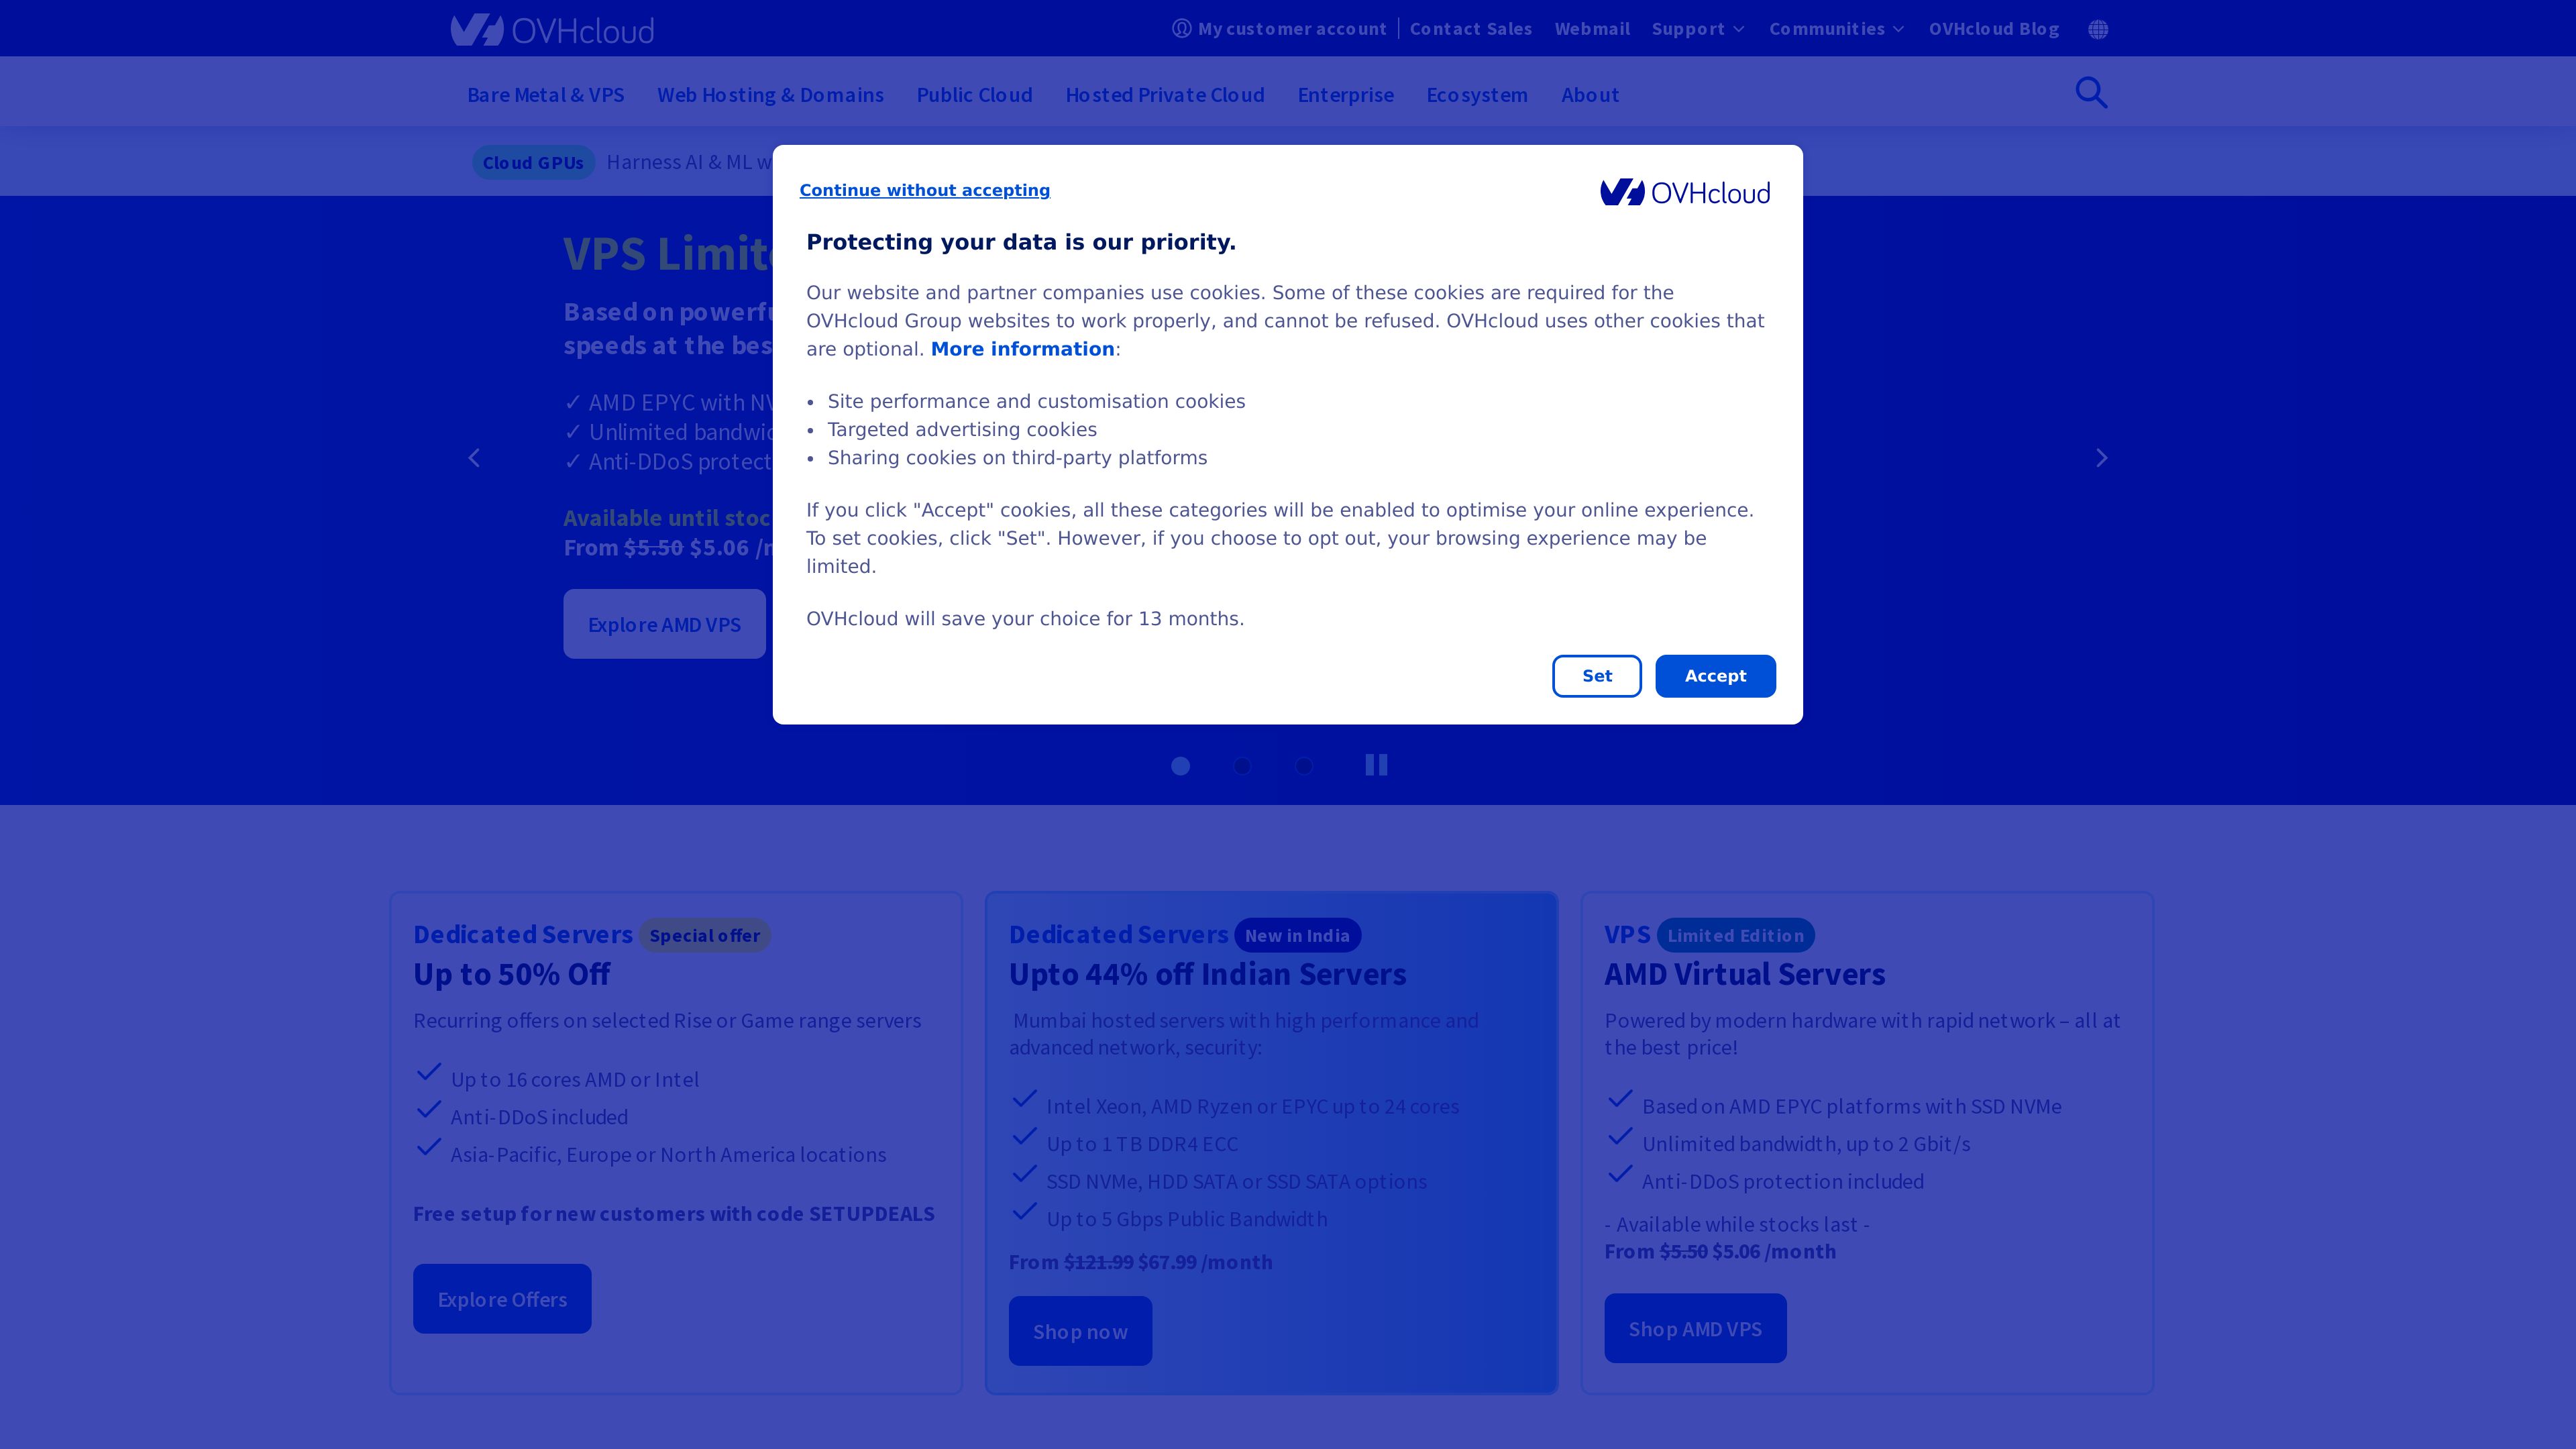 OVHcloud
My customer account
Contact Sales
Webmail
Support
Communities
OVHcloud Blog
Bare Metal & VPS
Web Hosting & Domains
Public Cloud
Hosted Private Cloud
Enterprise
Ecosystem
About
Cloud GPUs
Harness AI & ML
VPS
Based on
speeds at the
✓ AMD EPYC with
✓ Unlimited
✓ Anti-DDoS
Available until
From $5.50 $5.06
Explore AMD VPS
Continue without accepting
OVHcloud
Protecting your data is our priority.
Our website and partner companies use cookies. Some of these cookies are required for the
OVHcloud Group websites to work properly, and cannot be refused. OVHcloud uses other cookies that
are optional. More information:
• Site performance and customisation cookies
• Targeted advertising cookies
• Sharing cookies on third-party platforms
If you click "Accept" cookies, all these categories will be enabled to optimise your online experience.
To set cookies, click "Set". However, if you choose to opt out, your browsing experience may be
limited.
OVHcloud will save your choice for 13 months.
Set
Accept
Dedicated Servers Special offer
Up to 50% Off
Recurring offers on selected Rise or Game range servers
Up to 16 cores AMD or Intel
Anti-DDoS included
Asia-Pacific, Europe or North America locations
Free setup for new customers with code SETUPDEALS
Explore Offers
Dedicated Servers New in India
Upto 44% off Indian Servers
Mumbai hosted servers with high performance and
advanced network, security:
Intel Xeon, AMD Ryzen or EPYC up to 24 cores
Up to 1 TB DDR4 ECC
SSD NVMe, HDD SATA or SSD SATA options
Up to 5 Gbps Public Bandwidth
From $121.99 $67.99 /month
Shop now
VPS Limited Edition
AMD Virtual Servers
Powered by modern hardware with rapid network – all at
the best price!
Based on AMD EPYC platforms with SSD NVMe
Unlimited bandwidth, up to 2 Gbit/s
Anti-DDoS protection included
- Available while stocks last -
From $5.50 $5.06 /month
Shop AMD VPS